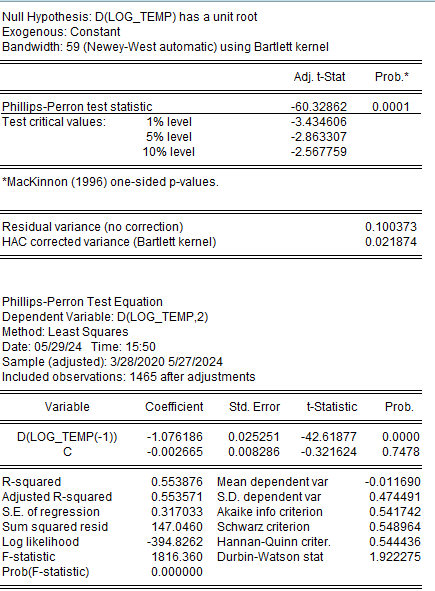 Null Hypothesis: D(LOG_TEMP) has a unit root
Exogenous: Constant
Bandwidth: 59 (Newey-West automatic) using Bartlett kernel
Adj. t-Stat Prob.*
Phillips-Perron test statistic -60.32862 0.0001
Test critical values: 1% level -3.434606
5% level -2.863307
10% level -2.567759
*MacKinnon (1996) one-sided p-values.
Residual variance (no correction) 0.100373
HAC corrected variance (Bartlett kernel) 0.021874
Phillips-Perron Test Equation
Dependent Variable: D(LOG_TEMP,2)
Method: Least Squares
Date: 05/29/24 Time: 15:50
Sample (adjusted): 3/28/2020 5/27/2024
Included observations: 1465 after adjustments
Variable Coefficient Std. Error t-Statistic Prob.
D(LOG_TEMP(-1)) -1.076186 0.025251 -42.61877 0.0000
C -0.002665 0.008286 -0.321624 0.7478
R-squared 0.553876 Mean dependent var -0.011690
Adjusted R-squared 0.553571 S.D. dependent var 0.474491
S.E. of regression 0.317033 Akaike info criterion 0.541742
Sum squared resid 147.0460 Schwarz criterion 0.548964
Log likelihood -394.8262 Hannan-Quinn criter. 0.544436
F-statistic 1816.360 Durbin-Watson stat 1.922275
Prob(F-statistic) 0.000000